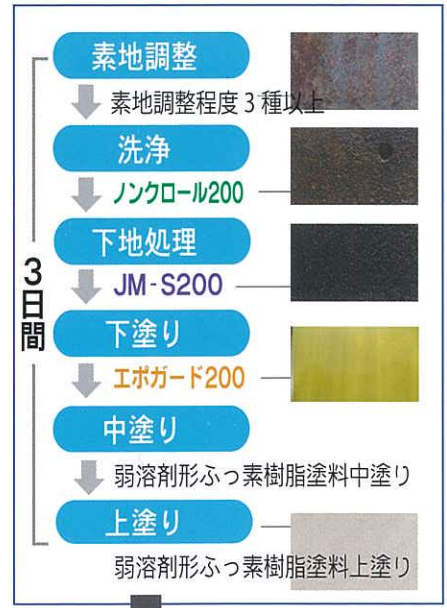 素地調整
素地調整程度3種以上
洗浄
ノンクロール200
下地処理
JM-S200
3日間
下塗り
エポガード200
中塗り
弱溶剤形ふっ素樹脂塗料中塗り
上塗り
弱溶剤形ふっ素樹脂塗料上塗り